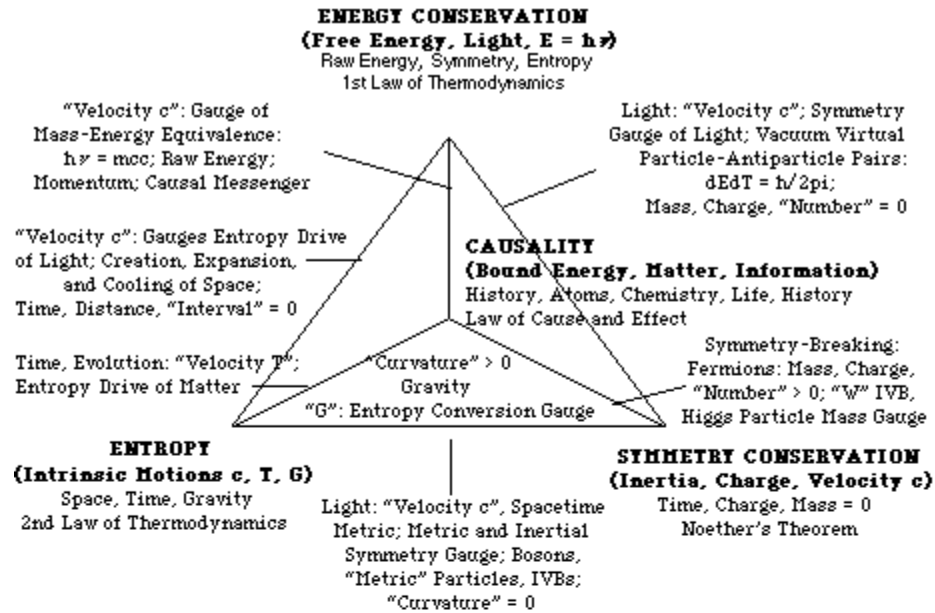 ENERGY CONSERVATION
(Free Energy, Light, E = hν)
Raw Energy, Symmetry, Entropy
1st Law of Thermodynamics
"Velocity c": Gauge of
Mass-Energy Equivalence:
hν = mcc; Raw Energy;
Momentum; Causal Messenger
Light: "Velocity c"; Symmetry
Gauge of Light; Vacuum Virtual
Particle-Antiparticle Pairs:
dEdT = h/2pi;
Mass, Charge, "Number" = 0
"Velocity c": Gauges Entropy Drive
of Light; Creation, Expansion,
and Cooling of Space;
Time, Distance, "Interval" = 0
CAUSALITY
(Bound Energy, Matter, Information)
History, Atoms, Chemistry, Life, History
Law of Cause and Effect
Time, Evolution: "Velocity T";
Entropy Drive of Matter
"Curvature" > 0
Gravity
"G": Entropy Conversion Gauge
Symmetry-Breaking:
Fermions: Mass, Charge,
"Number" > 0; "W" IVB,
Higgs Particle Mass Gauge
ENTROPY
(Intrinsic Motions c, T, G)
Space, Time, Gravity
2nd Law of Thermodynamics
Light: "Velocity c", Spacetime
Metric; Metric and Inertial
Symmetry Gauge; Bosons,
"Metric" Particles, IVBs;
"Curvature" = 0
SYMMETRY CONSERVATION
(Inertia, Charge, Velocity c)
Time, Charge, Mass = 0
Noether's Theorem